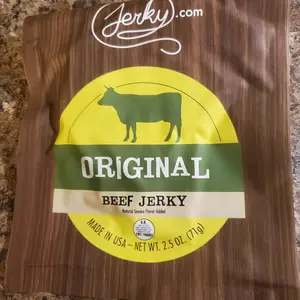 Jerky.com
ORIGINAL
BEEF JERKY
Natural Smoke Flavor Added
MADE IN USA – NET WT. 2.5 OZ. (71g)